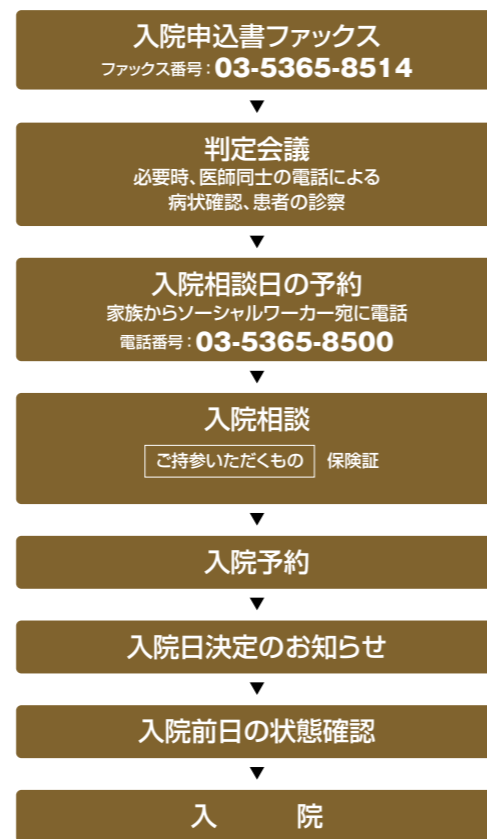 入院申込書ファックス
ファックス番号：03-5365-8514
▼
判定会議
必要時、医師同士の電話による
病状確認、患者の診察
▼
入院相談日の予約
家族からソーシャルワーカー宛に電話
電話番号：03-5365-8500
▼
入院相談
ご持参いただくもの 保険証
▼
入院予約
▼
入院日決定のお知らせ
▼
入院前日の状態確認
▼
入　　院